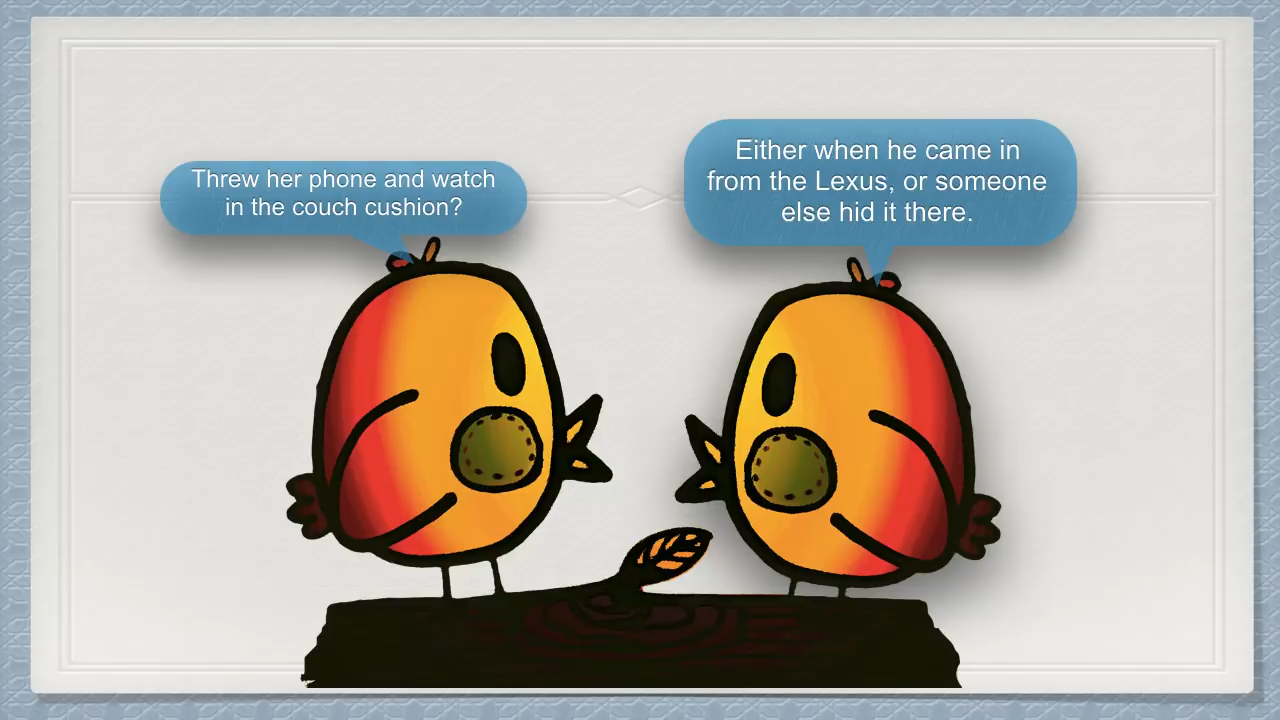 Threw her phone and watch
in the couch cushion?
Either when he came in
from the Lexus, or someone
else hid it there.